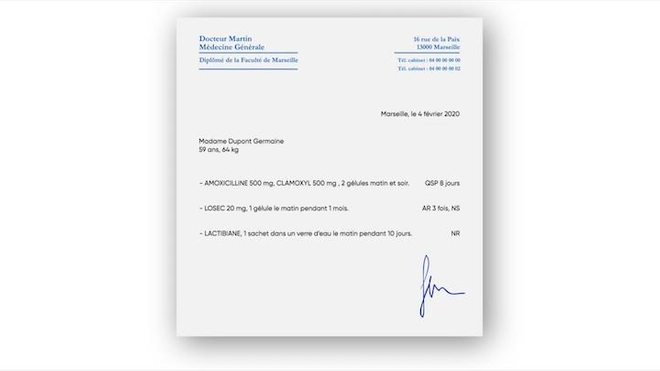 Docteur Martin
Médecine Générale
Diplômé de la Faculté de Marseille
16 rue de la Paix
13000 Marseille
Tél. cabinet : 04 00 00 00 00
Tél. cabinet : 04 00 00 00 02
Marseille, le 4 février 2020
Madame Dupont Germaine
59 ans, 64 kg
- AMOXICILLINE 500 mg, CLAMOXYL 500 mg , 2 gélules matin et soir. QSP 8 jours
- LOSEC 20 mg, 1 gélule le matin pendant 1 mois. AR 3 fois, NS
- LACTIBIANE, 1 sachet dans un verre d'eau le matin pendant 10 jours. NR